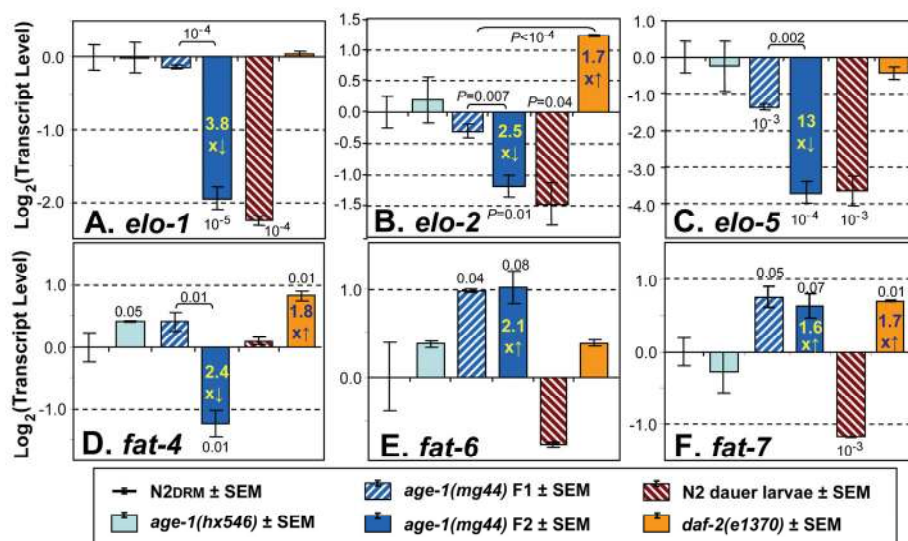 Log2(Transcript Level)
0.0
-1.0
-2.0
10-4
3.8
x↓
10-5
10-4
A. elo-1
1.5
1.0
0.5
0.0
-0.5
-1.0
-1.5
-2.5
P<10-4
1.7
x↑
P=0.007
P=0.04
2.5
x↓
P=0.01
B. elo-2
0.0
-1.0
-2.0
-3.0
-4.0
0.002
10-3
13
x↓
10-4
10-3
C. elo-5
Log2(Transcript Level)
1.0
0.0
-1.0
0.05
0.01
0.01
1.8
x↑
2.4
x↓
0.01
D. fat-4
1.0
0.0
0.04
0.08
2.1
x↑
E. fat-6
1.0
0.0
-1.0
0.05
0.07
0.01
1.6
x↑
1.7
x↑
10-3
F. fat-7
N2DRM ± SEM
age-1(mg44) F1 ± SEM
N2 dauer larvae ± SEM
age-1(hx546) ± SEM
age-1(mg44) F2 ± SEM
daf-2(e1370) ± SEM